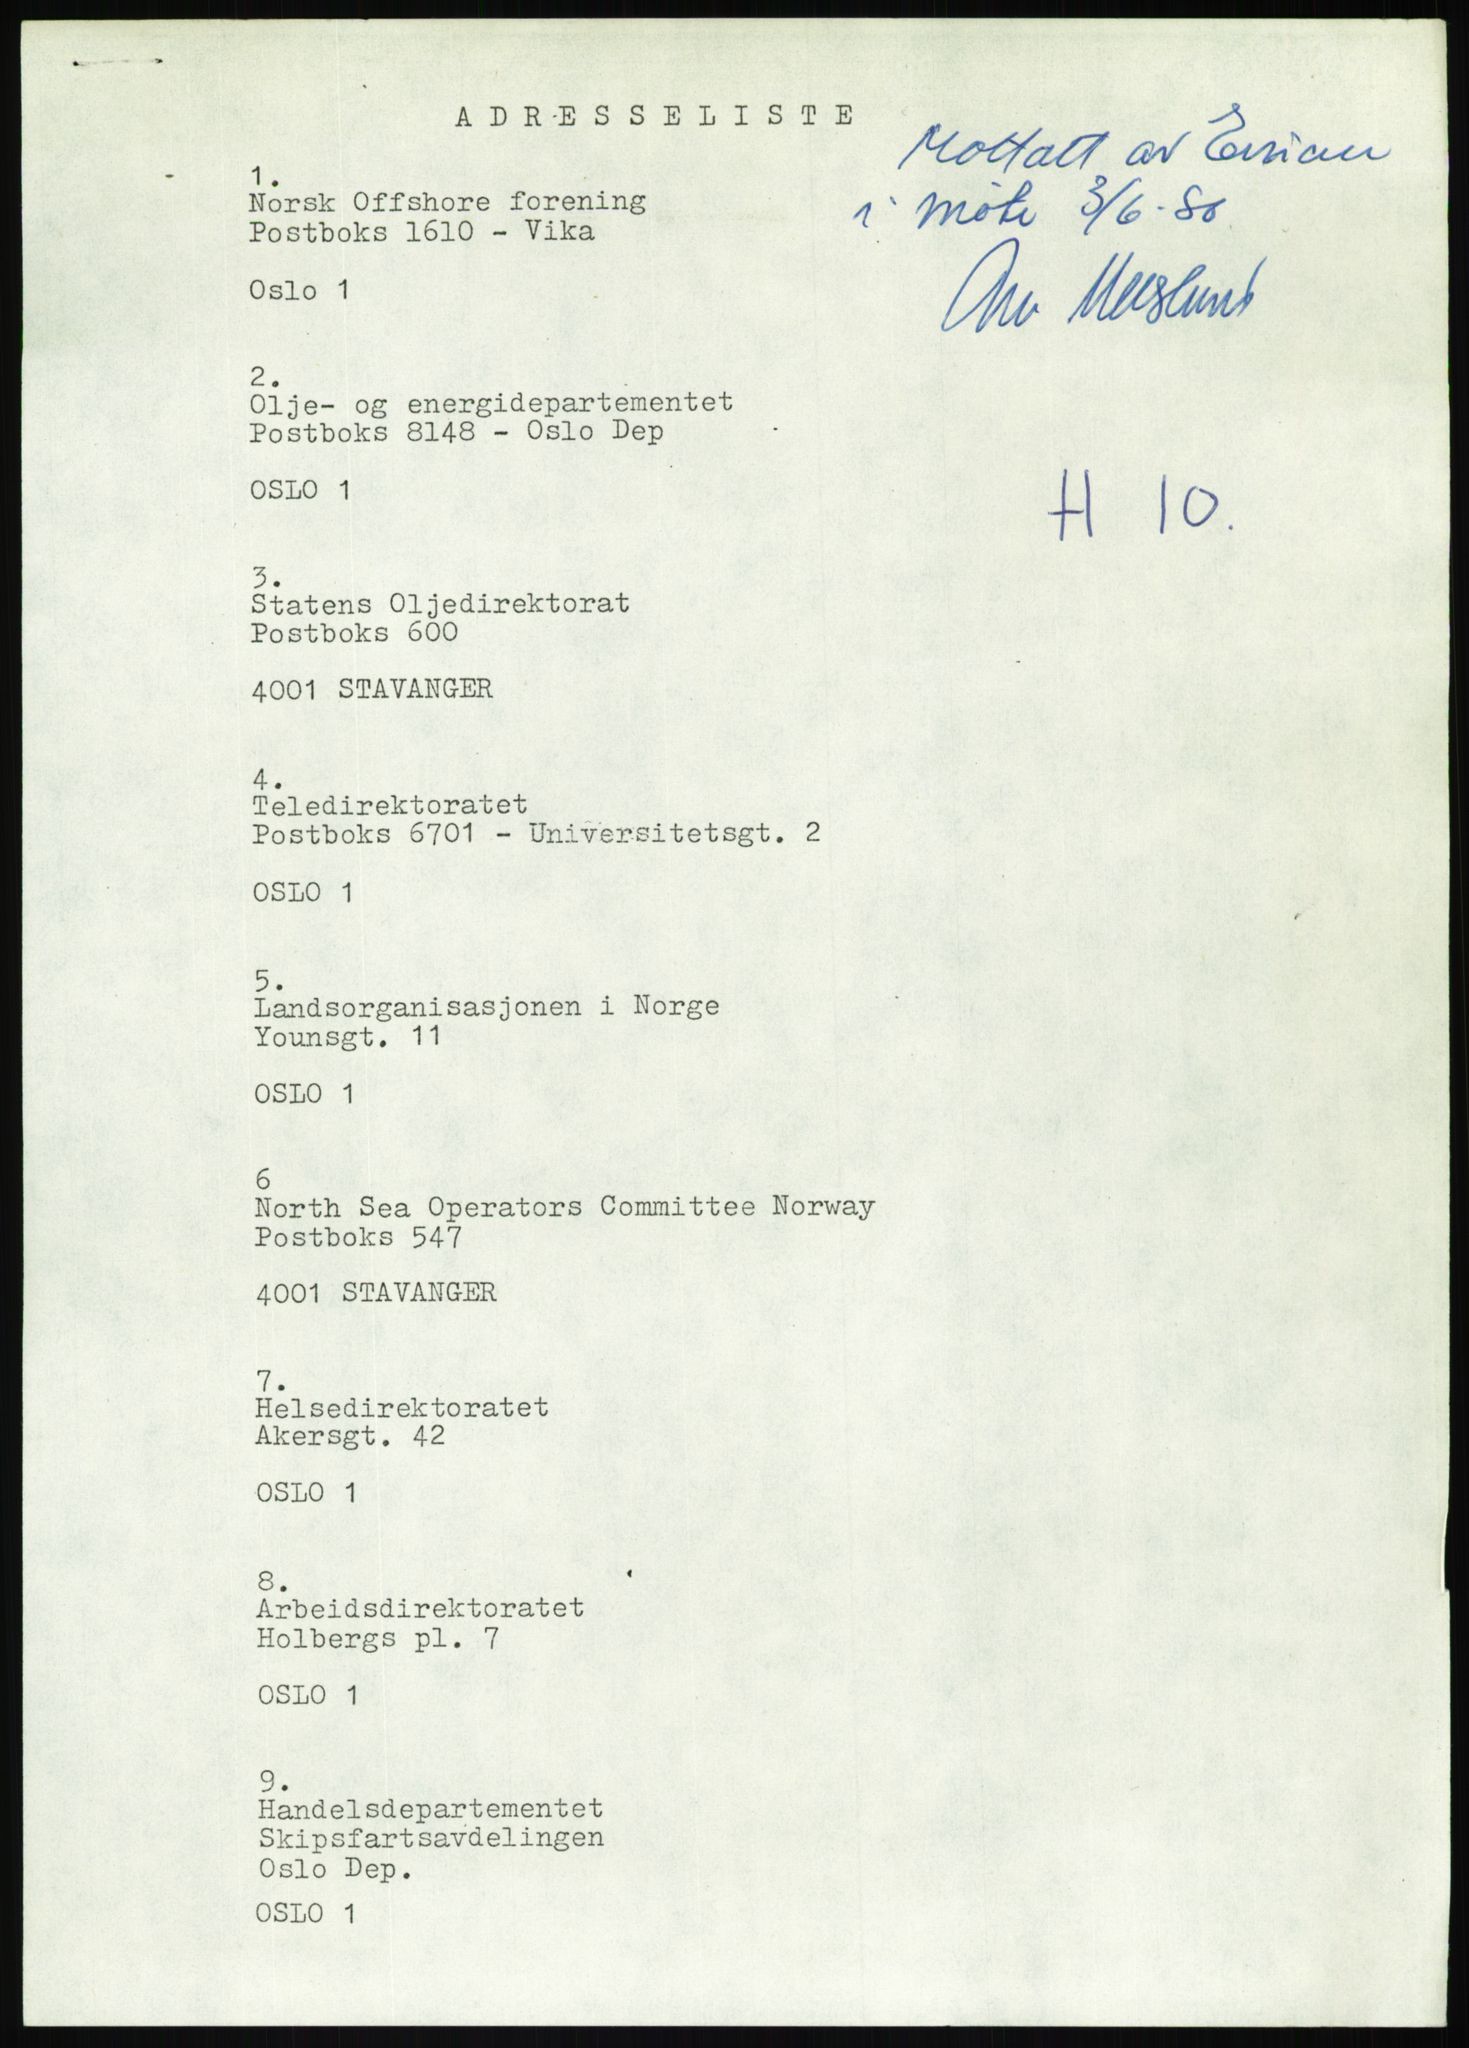 ADRESSELISTE
Mottatt av
i møte 3/6-80
1.
Norsk Offshore forening
Postboks 1610 - Vika
Oslo 1
2.
Olje- og energidepartementet
Postboks 8148 - Oslo Dep
OSLO 1
H 10.
3.
Statens Oljedirektorat
Postboks 600
4001 STAVANGER
4.
Teledirektoratet
Postboks 6701 - Universitetsgt. 2
OSLO 1
5.
Landsorganisasjonen i Norge
Younsgt. 11
OSLO 1
6
North Sea Operators Committee Norway
Postboks 547
4001 STAVANGER
7.
Helsedirektoratet
Akersgt. 42
OSLO 1
8.
Arbeidsdirektoratet
Holbergs pl. 7
OSLO 1
9.
Handelsdepartementet
Skipsfartsavdelingen
Oslo Dep.
OSLO 1